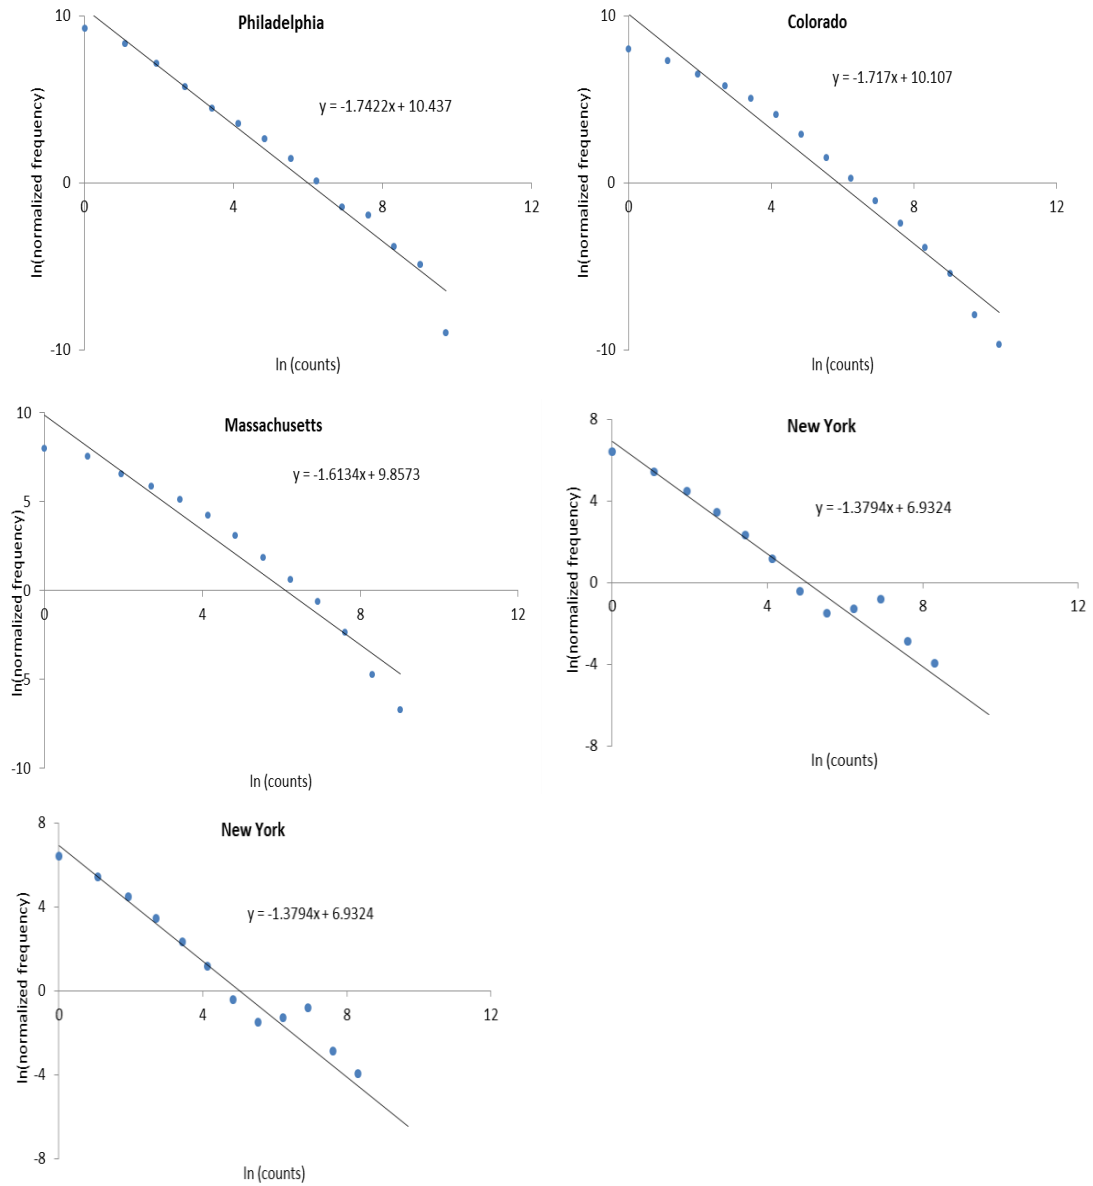 Philadelphia
y = -1.7422x + 10.437
ln(normalized frequency)
10
0
-10
0
4
8
12
ln (counts)
Colorado
y = -1.717x + 10.107
ln(normalized frequency)
10
0
-10
0
4
8
12
ln (counts)
Massachusetts
y = -1.6134x + 9.8573
ln(normalized frequency)
10
5
0
-5
-10
0
4
8
12
ln (counts)
New York
y = -1.3794x + 6.9324
ln(normalized frequency)
8
4
0
-4
-8
0
4
8
12
ln (counts)
New York
y = -1.3794x + 6.9324
ln(normalized frequency)
8
4
0
-4
-8
0
4
8
12
ln (counts)